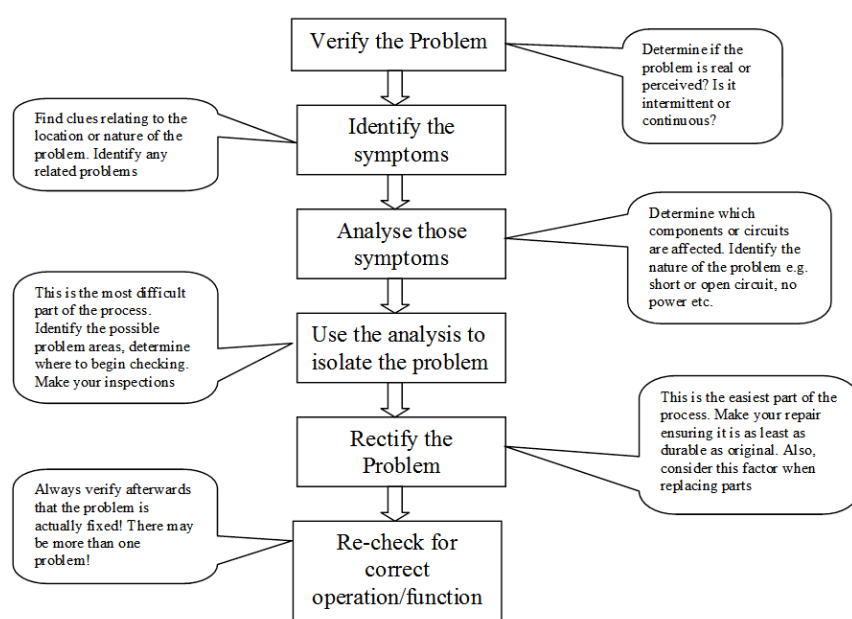 Verify the Problem
Determine if the
problem is real or
perceived? Is it
intermittent or
continuous?
Find clues relating to the
location or nature of the
problem. Identify any
related problems
Identify the
symptoms
Analyse those
symptoms
Determine which
components or circuits
are affected. Identify the
nature of the problem e.g.
short or open circuit, no
power etc.
This is the most difficult
part of the process.
Identify the possible
problem areas, determine
where to begin checking.
Make your inspections
Use the analysis to
isolate the problem
Rectify the
Problem
This is the easiest part of the
process. Make your repair
ensuring it is as least as
durable as original. Also,
consider this factor when
replacing parts
Always verify afterwards
that the problem is
actually fixed! There may
be more than one
problem!
Re-check for
correct
operation/function